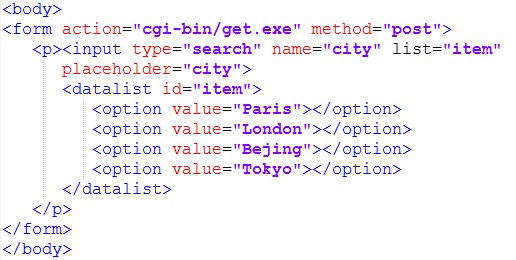 <body>
<form action="cgi-bin/get.exe" method="post">
<p><input type="search" name="city" list="item"
placeholder="city">
<datalist id="item">
<option value="Paris"></option>
<option value="London"></option>
<option value="Bejing"></option>
<option value="Tokyo"></option>
</datalist>
</p>
</form>
</body>